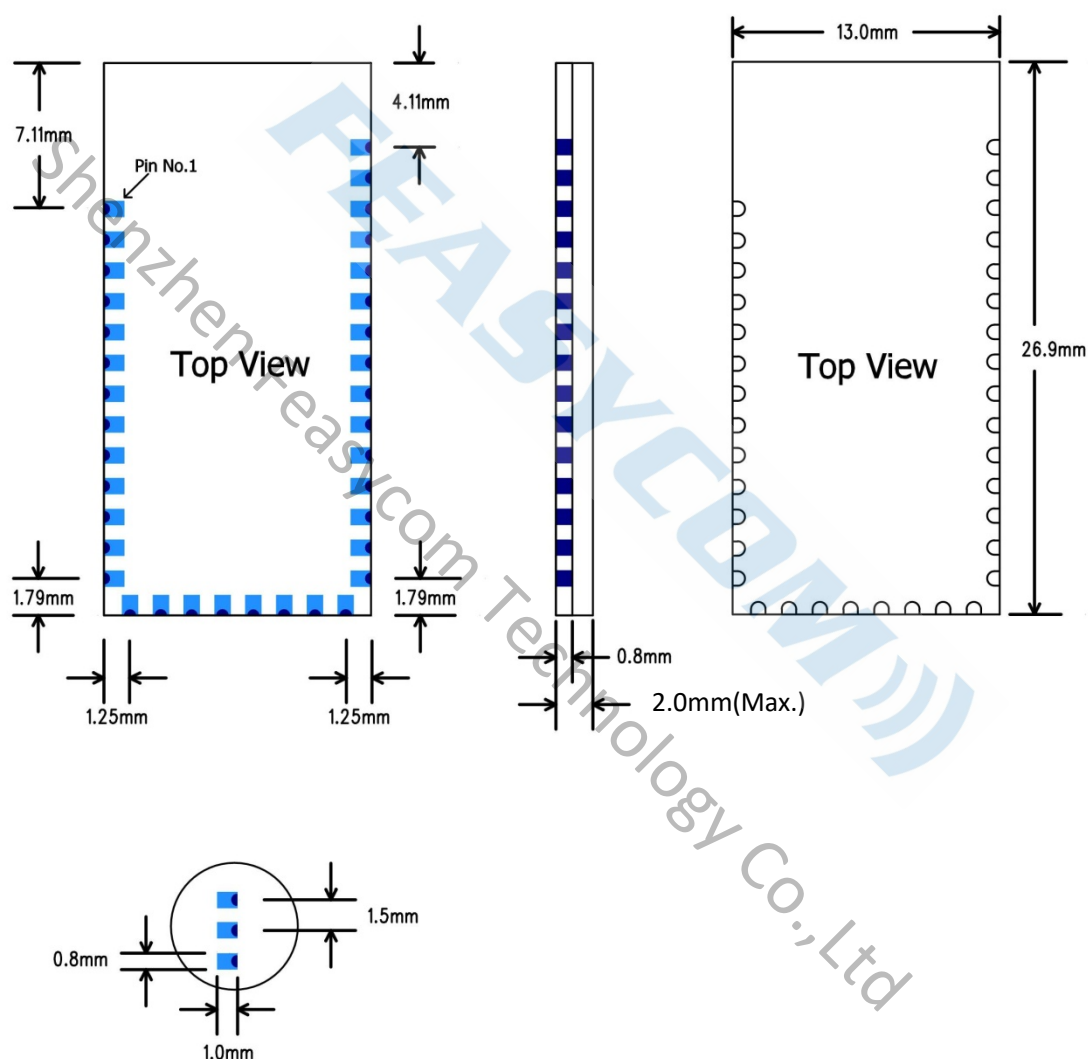 13.0mm
4.11mm
7.11mm
Pin No.1
Top View
Top View
26.9mm
1.79mm
1.79mm
0.8mm
1.25mm
1.25mm
2.0mm(Max.)
1.5mm
0.8mm
1.0mm
FEASYCOM
Shenzhen Feasycom Technology Co.,Ltd